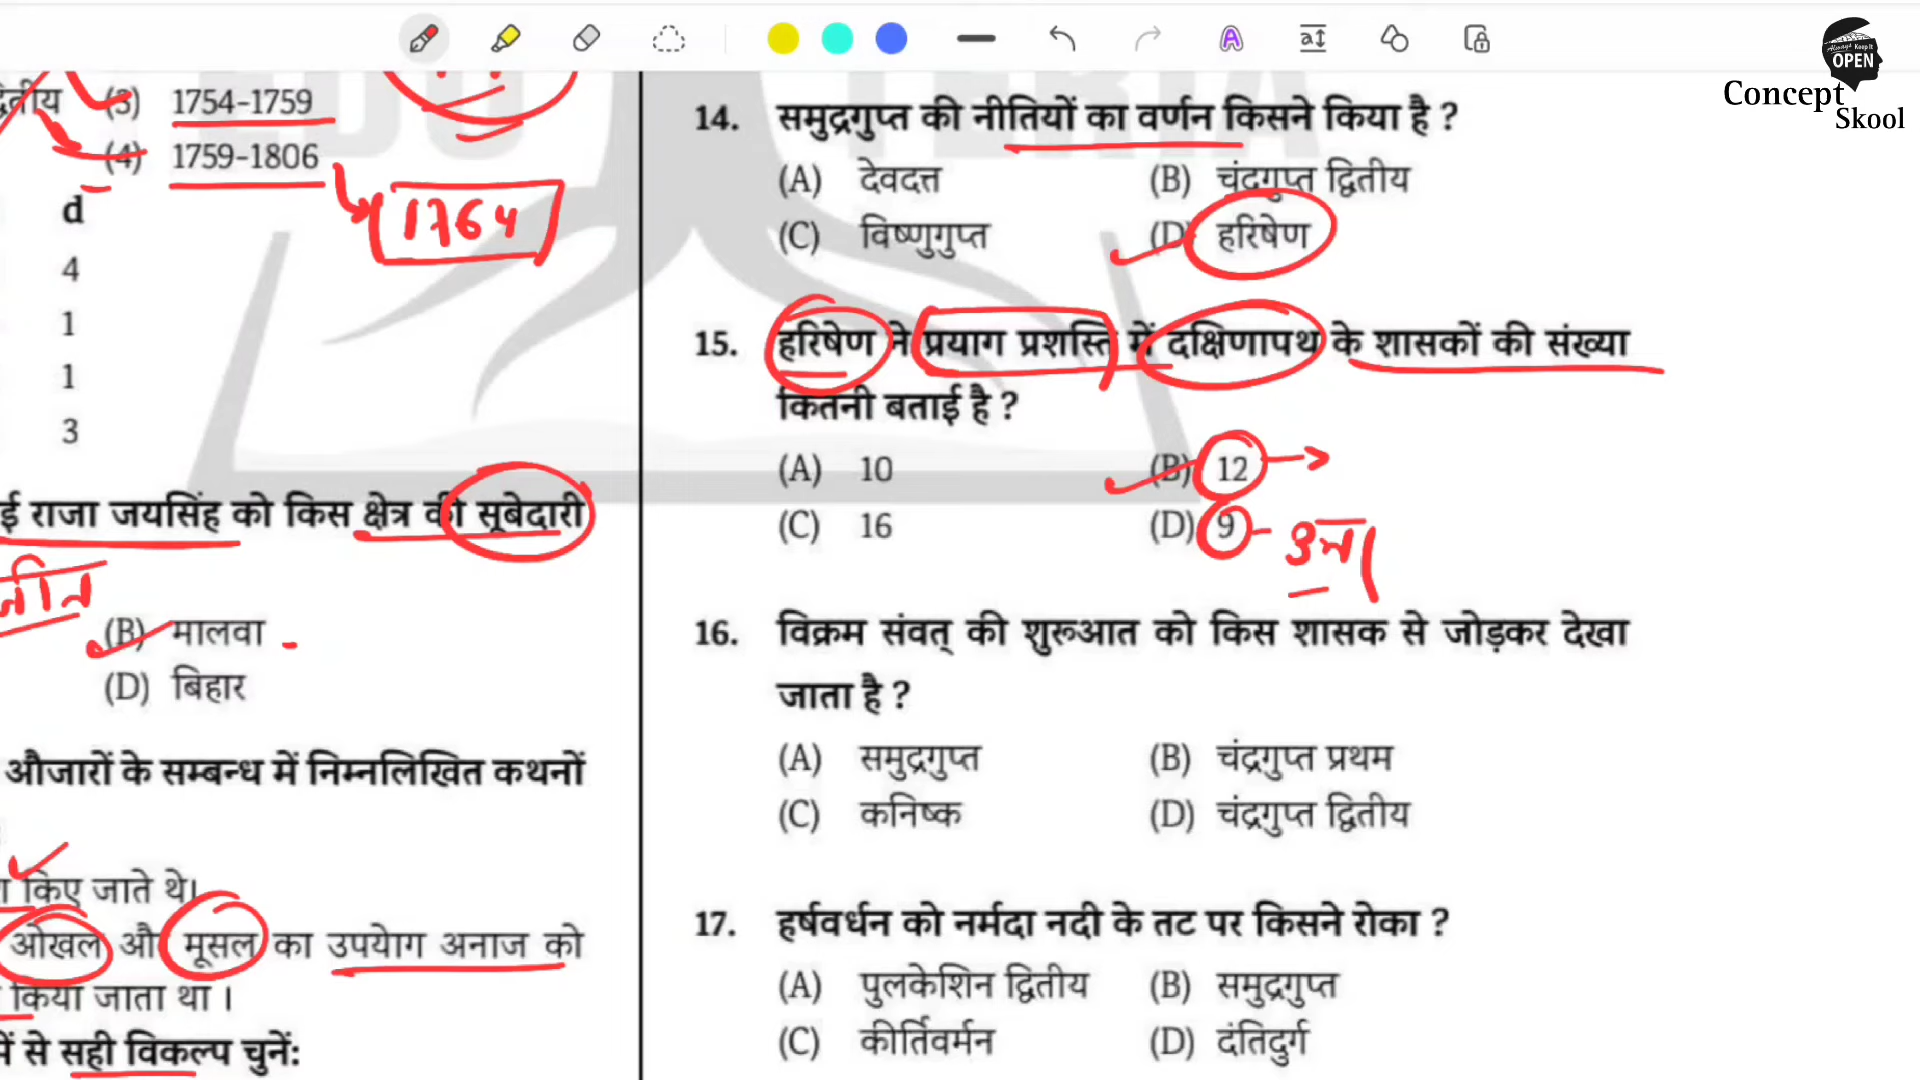 Concept
Skool
Always Keep It
OPEN
द्वितीय (3) 1754-1759
(4) 1759-1806
1764
d
4
1
1
3
ई राजा जयसिंह को किस क्षेत्र की सूबेदारी
(B) मालवा
(D) बिहार
औजारों के सम्बन्ध में निम्नलिखित कथनों
किए जाते थे।
ओखल औ मूसल का उपयेाग अनाज को
किया जाता था ।
में से सही विकल्प चुनें:
14. समुद्रगुप्त की नीतियों का वर्णन किसने किया है ?
(A) देवदत्त (B) चंद्रगुप्त द्वितीय
(C) विष्णुगुप्त (D) हरिषेण
15. हरिषेण ने प्रयाग प्रशस्ति में दक्षिणापथ के शासकों की संख्या
कितनी बताई है ?
(A) 10 (B) 12
(C) 16 (D) 9
16. विक्रम संवत् की शुरूआत को किस शासक से जोड़कर देखा
जाता है ?
(A) समुद्रगुप्त (B) चंद्रगुप्त प्रथम
(C) कनिष्क (D) चंद्रगुप्त द्वितीय
17. हर्षवर्धन को नर्मदा नदी के तट पर किसने रोका ?
(A) पुलकेशिन द्वितीय (B) समुद्रगुप्त
(C) कीर्तिवर्मन (D) दंतिदुर्ग